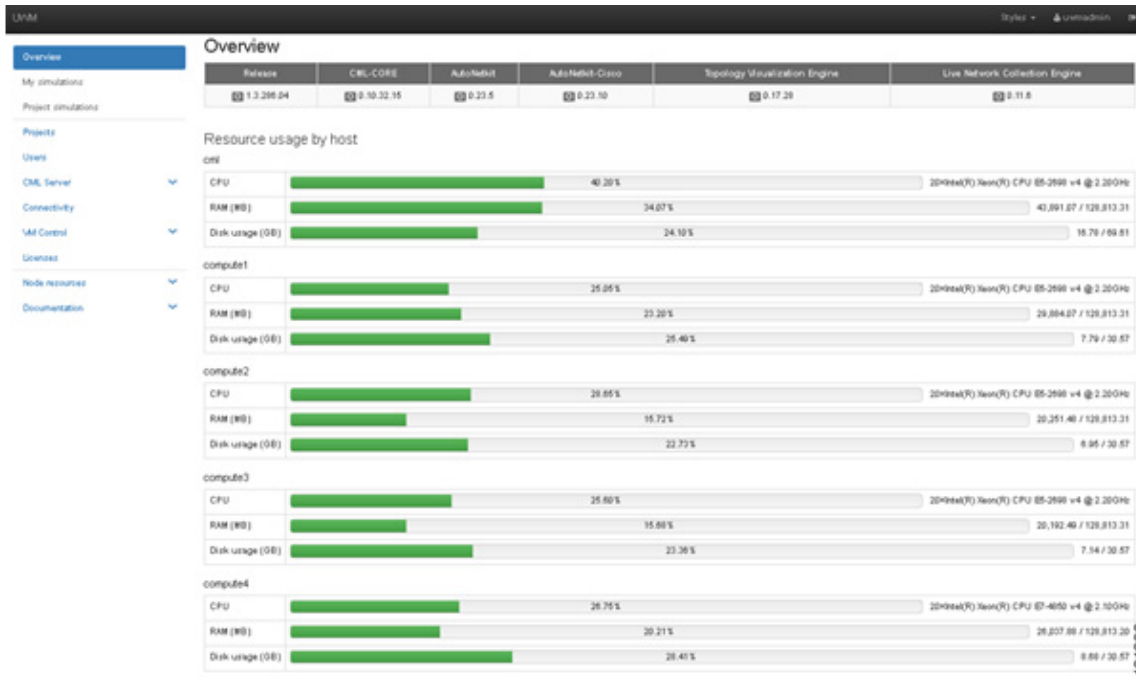 UWM Styles uwmadmin
Overview
Overview
My simulations
Project simulations
Projects
Users
CML Server
Connectivity
VM Control
Licenses
Node resources
Documentation
Release CML-CORE AutoNetkit AutoNetkit-Cisco Topology Visualization Engine Live Network Collection Engine
1.3.286.04 0.10.32.15 0.23.5 0.23.10 0.17.28 0.11.6
Resource usage by host
cml
CPU 40.20% 20×Intel(R) Xeon(R) CPU E5-2698 v4 @ 2.20GHz
RAM (MB) 34.07% 43,891.07 / 128,813.31
Disk usage (GB) 24.10% 16.78 / 69.61
compute1
CPU 25.05% 20×Intel(R) Xeon(R) CPU E5-2698 v4 @ 2.20GHz
RAM (MB) 23.20% 29,884.07 / 128,813.31
Disk usage (GB) 25.49% 7.79 / 30.57
compute2
CPU 28.65% 20×Intel(R) Xeon(R) CPU E5-2698 v4 @ 2.20GHz
RAM (MB) 15.72% 20,251.48 / 128,813.31
Disk usage (GB) 22.73% 6.95 / 30.57
compute3
CPU 25.60% 20×Intel(R) Xeon(R) CPU E5-2698 v4 @ 2.20GHz
RAM (MB) 15.68% 20,192.49 / 128,813.31
Disk usage (GB) 23.36% 7.14 / 30.57
compute4
CPU 26.75% 20×Intel(R) Xeon(R) CPU E7-4850 v4 @ 2.10GHz
RAM (MB) 20.21% 26,037.88 / 128,813.20
Disk usage (GB) 28.41% 8.68 / 30.57